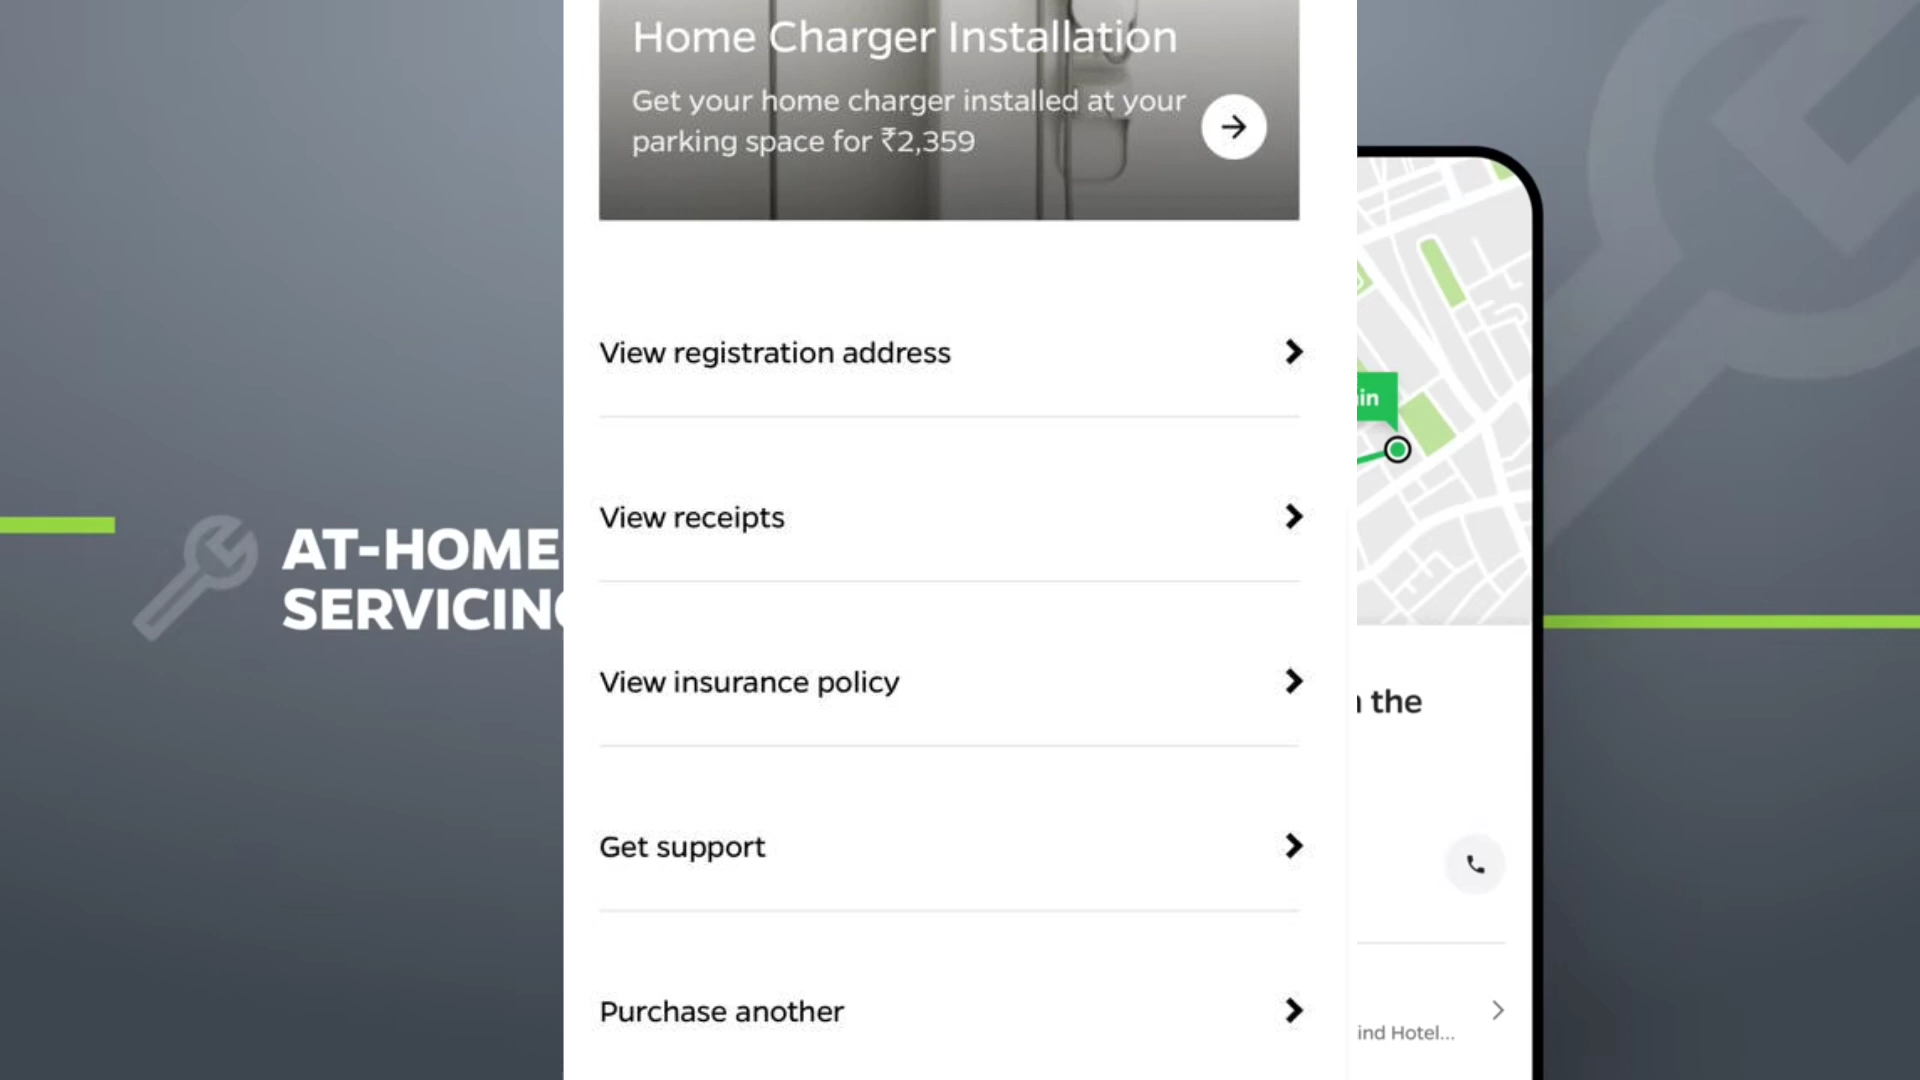 Home Charger Installation
Get your home charger installed at your
parking space for ₹2,359
View registration address
View receipts
View insurance policy
Get support
Purchase another
AT-HOME
SERVICING
in
the
ind Hotel...